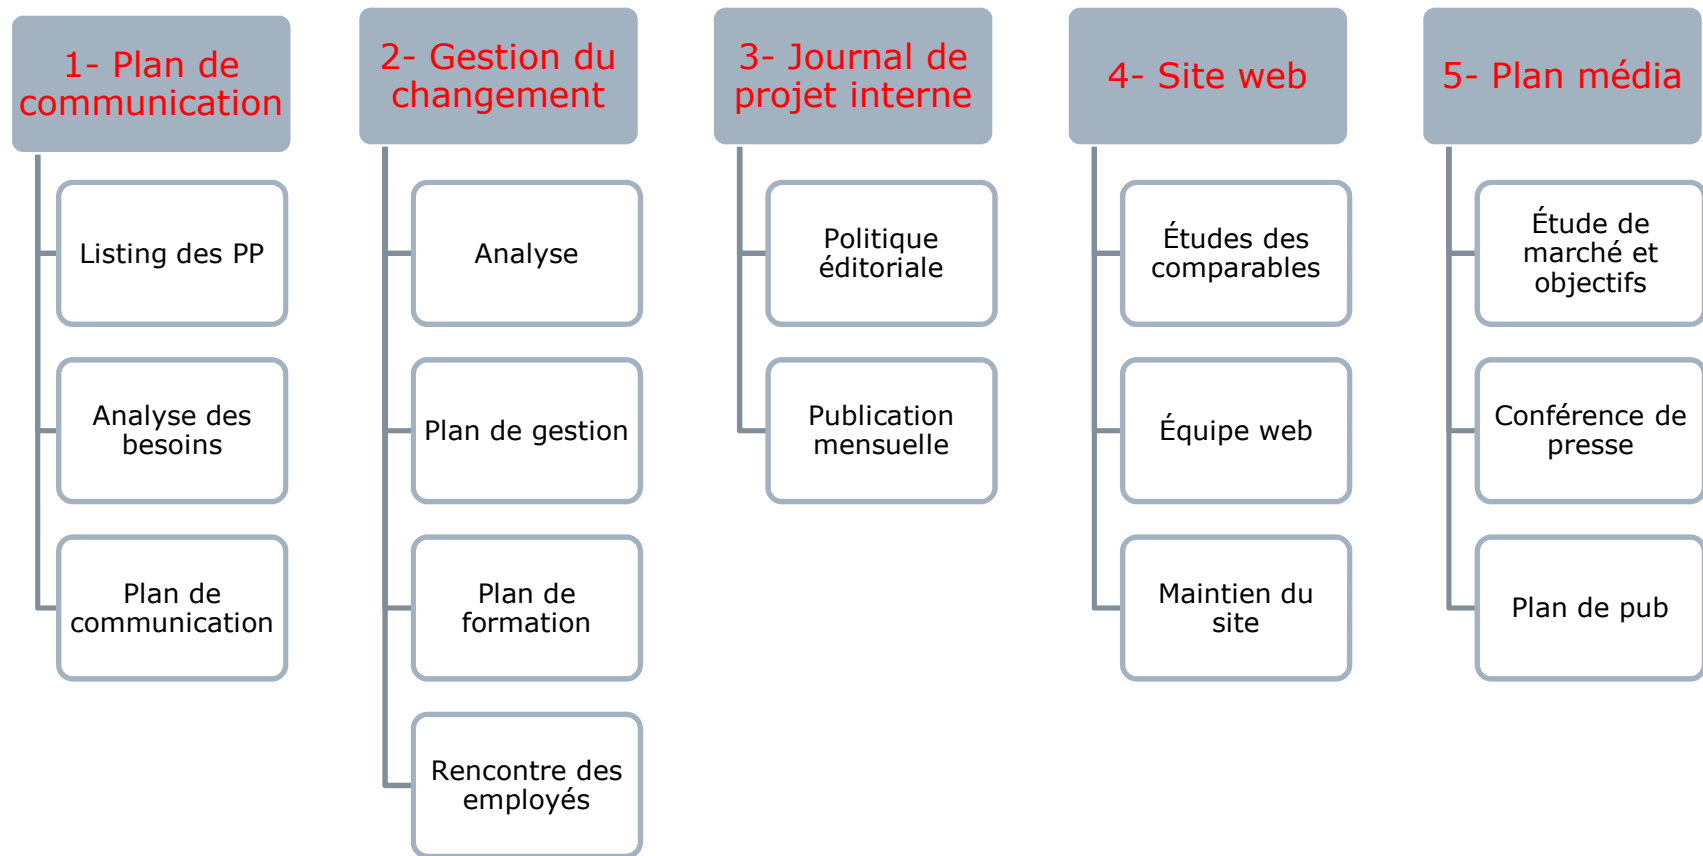 1- Plan de
communication
Listing des PP
Analyse des
besoins
Plan de
communication
2- Gestion du
changement
Analyse
Plan de gestion
Plan de
formation
Rencontre des
employés
3- Journal de
projet interne
Politique
éditoriale
Publication
mensuelle
4- Site web
Études des
comparables
Équipe web
Maintien du
site
5- Plan média
Étude de
marché et
objectifs
Conférence de
presse
Plan de pub